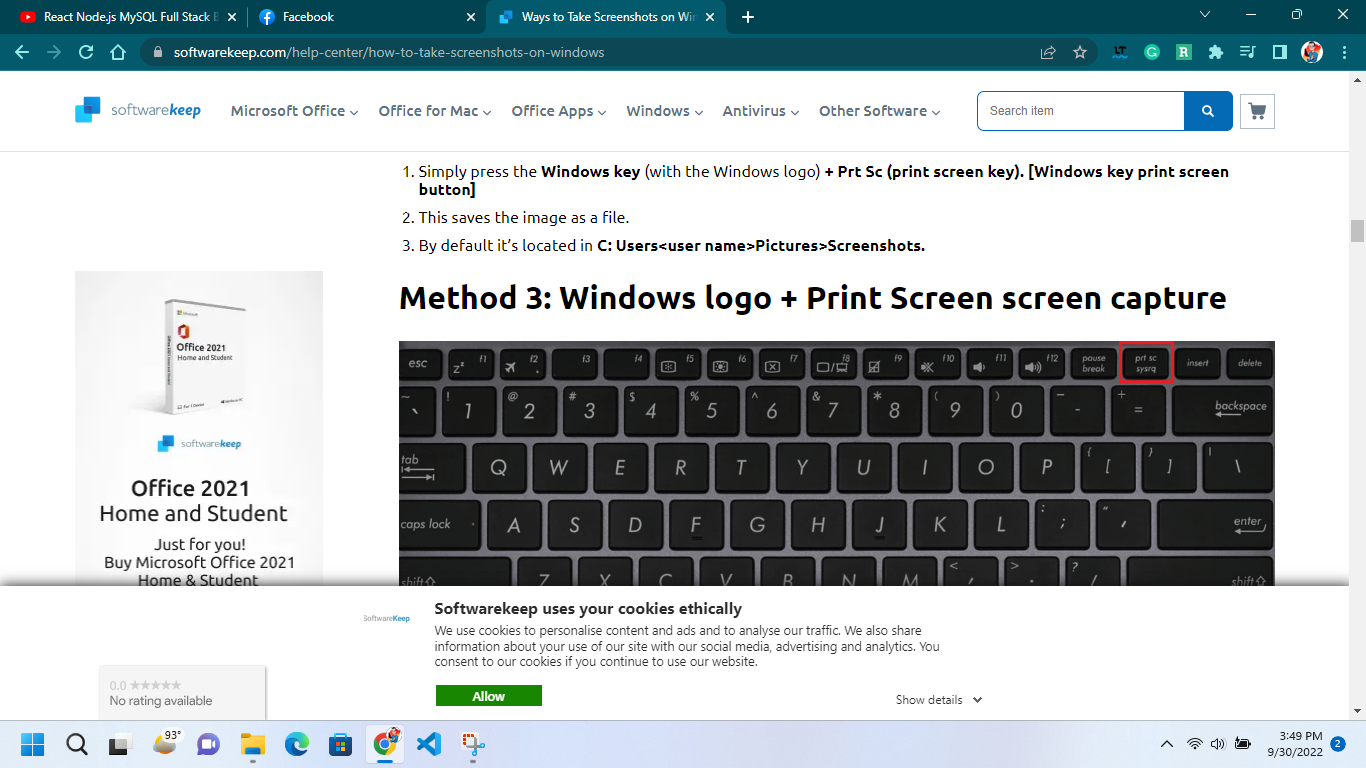 React Node.js MySQL Full Stack B
Facebook
Ways to Take Screenshots on Win
softwarekeep.com/help-center/how-to-take-screenshots-on-windows
softwarekeep
Microsoft Office
Office for Mac
Office Apps
Windows
Antivirus
Other Software
Search item
1. Simply press the Windows key (with the Windows logo) + Prt Sc (print screen key). [Windows key print screen
button]
2. This saves the image as a file.
3. By default it’s located in C: Users<user name>Pictures>Screenshots.
Method 3: Windows logo + Print Screen screen capture
esc f1 f2 f3 f4 f5 f6 f7 f8 f9 f10 f11 f12 pause break prt sc sysrq insert delete
~ ` ! 1 @ 2 # 3 $ 4 % 5 ^ 6 & 7 * 8 ( 9 ) 0 - + = backspace
tab Q W E R T Y U I O P { [ } ] | \
caps lock A S D F G H J K L : ; " ' enter
shift Z X C V B N M < , > . ? / shift
Office 2021
Home and Student
softwarekeep
Office 2021
Home and Student
Just for you!
Buy Microsoft Office 2021
Home & Student
SoftwareKeep
Softwarekeep uses your cookies ethically
We use cookies to personalise content and ads and to analyse our traffic. We also share
information about your use of our site with our social media, advertising and analytics. You
consent to our cookies if you continue to use our website.
Allow
Show details
0.0 ★★★★★
No rating available
93°
3:49 PM
9/30/2022
2